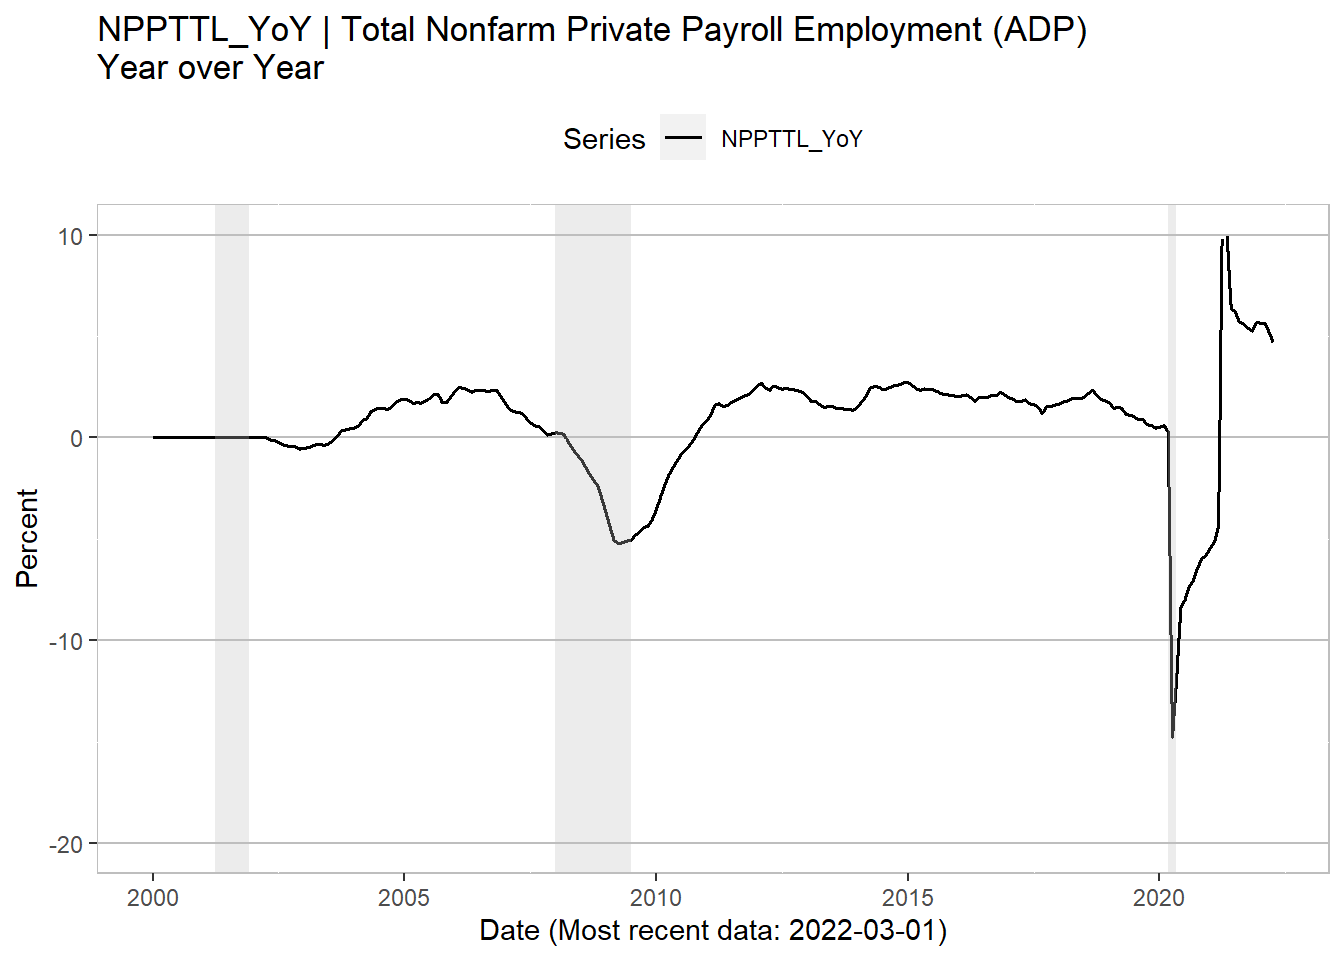 NPPTTL_YoY | Total Nonfarm Private Payroll Employment (ADP)
Year over Year
Series NPPTTL_YoY
10
0
-10
-20
Percent
2000 2005 2010 2015 2020
Date (Most recent data: 2022-03-01)